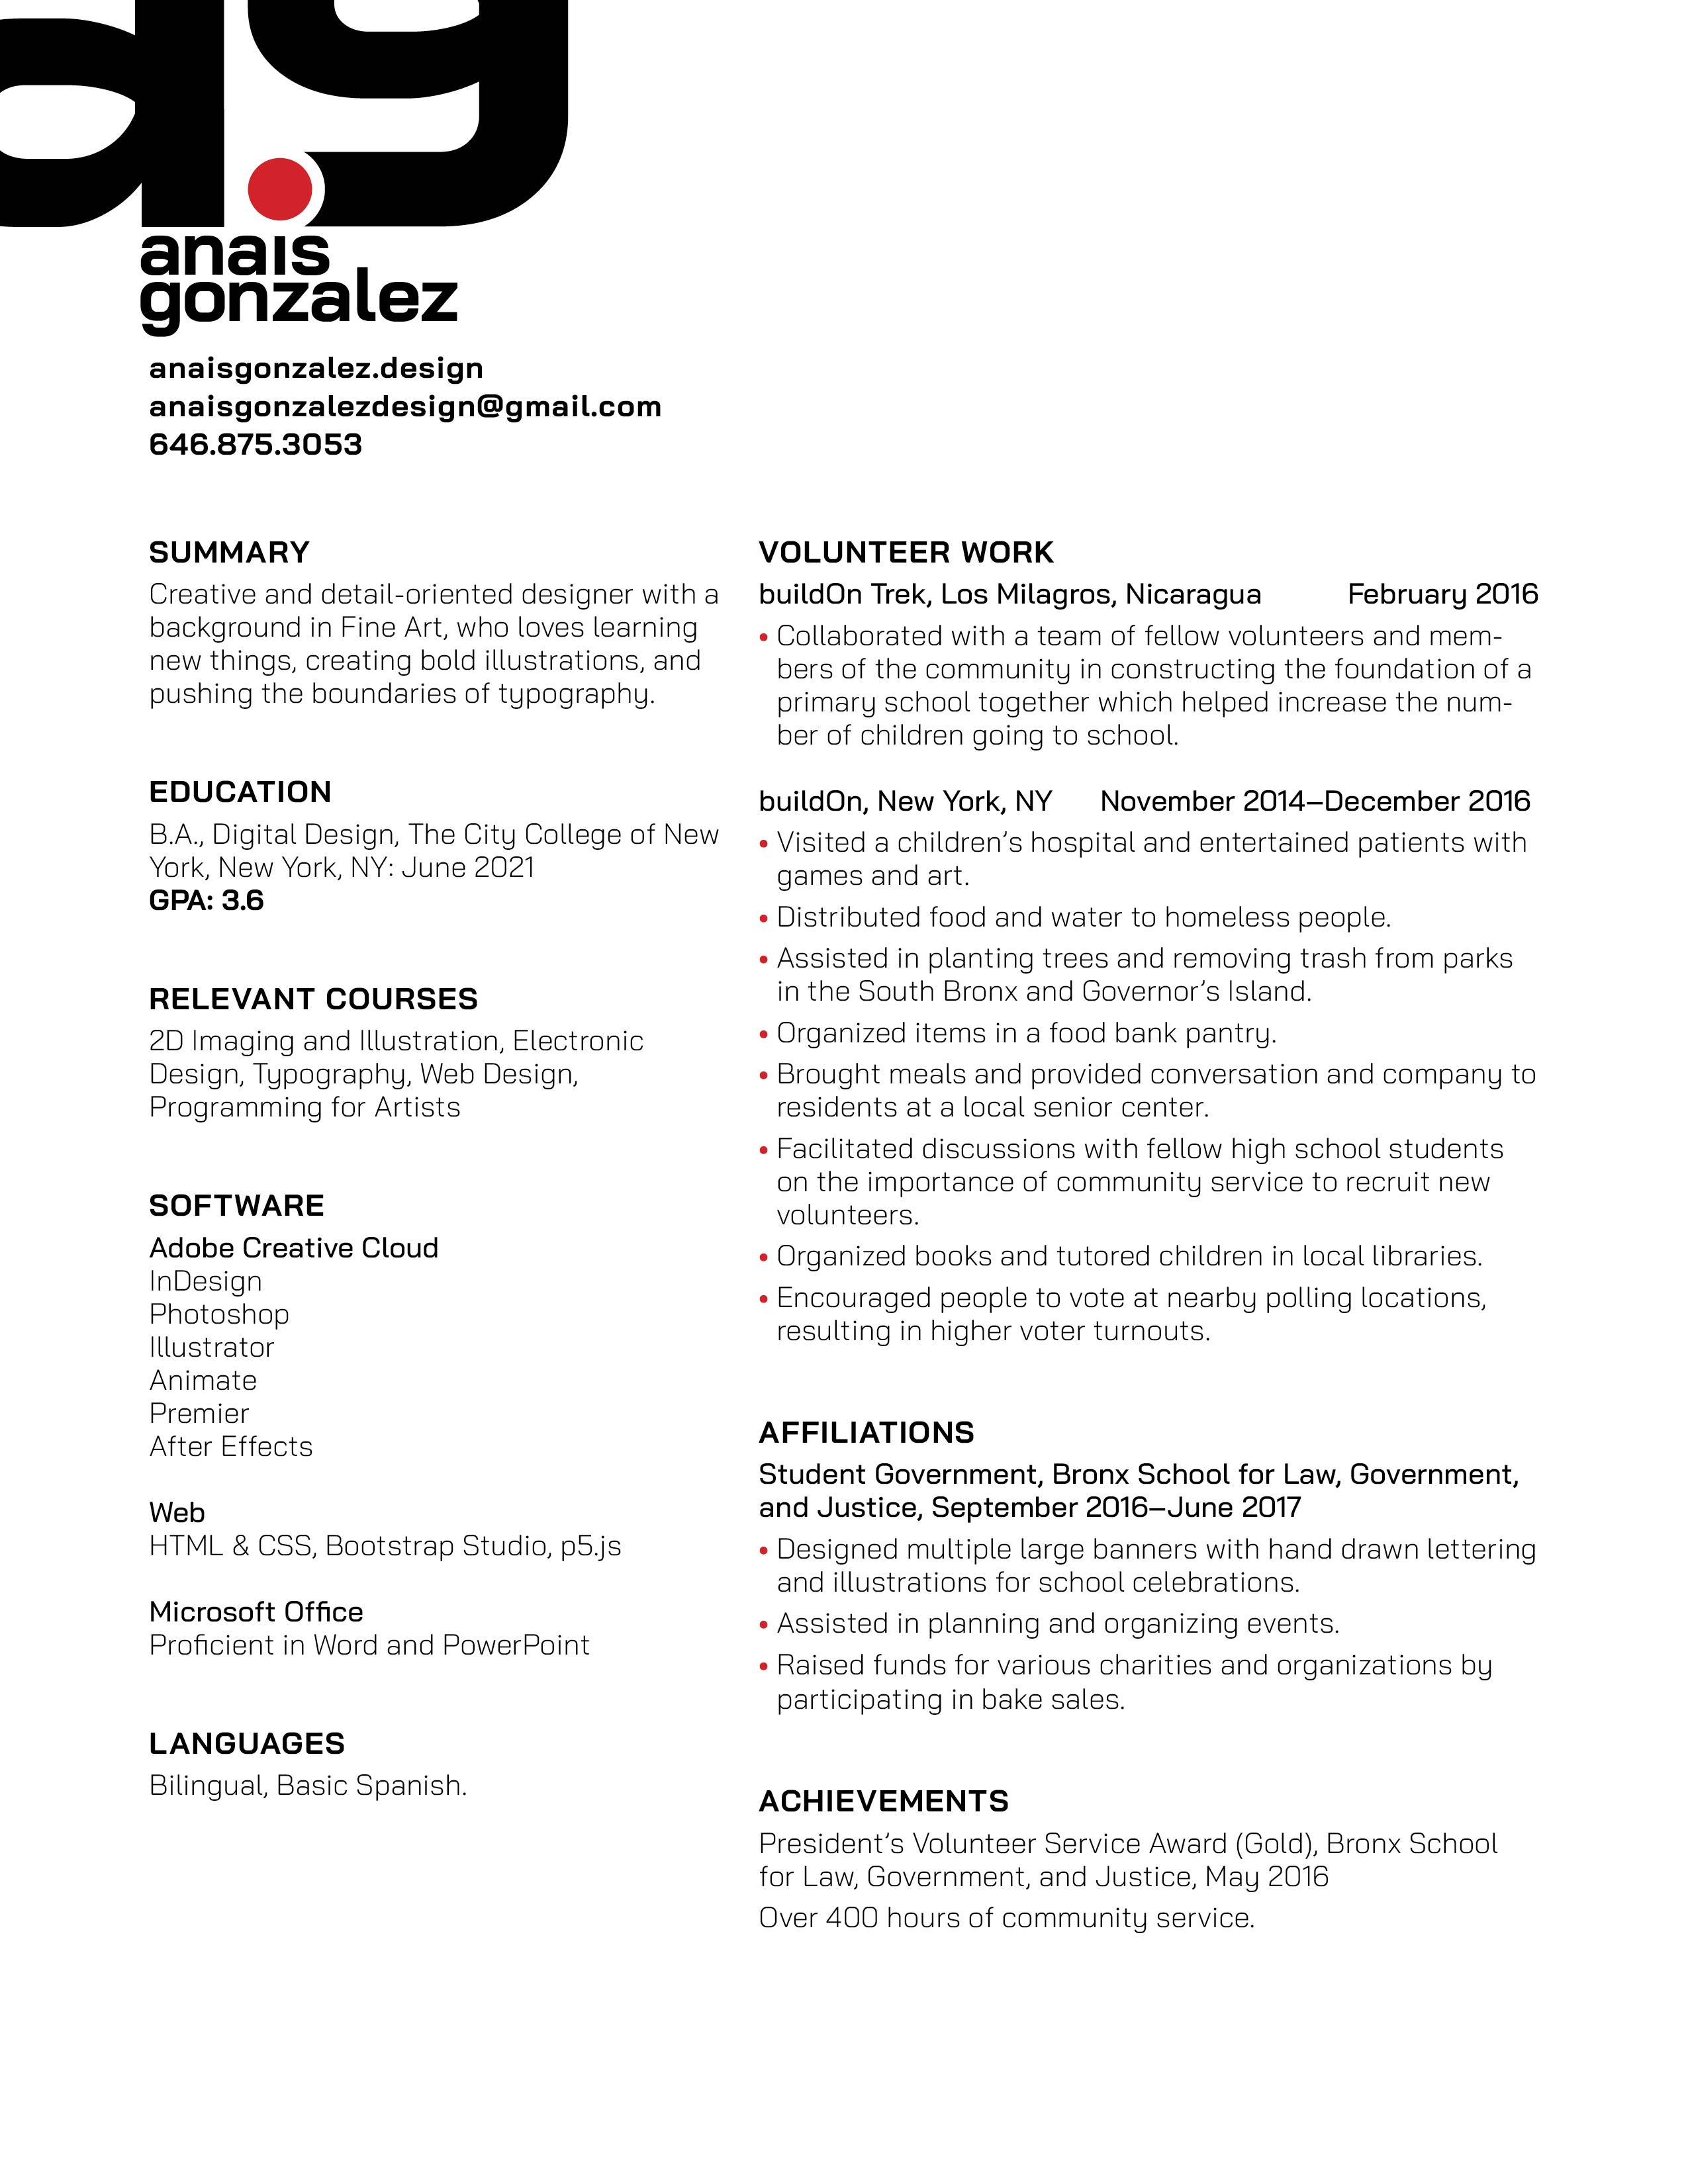 a.g
anais
gonzalez
anaisgonzalez.design
anaisgonzalezdesign@gmail.com
646.875.3053
SUMMARY
Creative and detail-oriented designer with a
background in Fine Art, who loves learning
new things, creating bold illustrations, and
pushing the boundaries of typography.
EDUCATION
B.A., Digital Design, The City College of New
York, New York, NY: June 2021
GPA: 3.6
RELEVANT COURSES
2D Imaging and Illustration, Electronic
Design, Typography, Web Design,
Programming for Artists
SOFTWARE
Adobe Creative Cloud
InDesign
Photoshop
Illustrator
Animate
Premier
After Effects
Web
HTML & CSS, Bootstrap Studio, p5.js
Microsoft Office
Proficient in Word and PowerPoint
LANGUAGES
Bilingual, Basic Spanish.
VOLUNTEER WORK
buildOn Trek, Los Milagros, Nicaragua February 2016
• Collaborated with a team of fellow volunteers and mem-
bers of the community in constructing the foundation of a
primary school together which helped increase the num-
ber of children going to school.
buildOn, New York, NY November 2014–December 2016
• Visited a children's hospital and entertained patients with
games and art.
• Distributed food and water to homeless people.
• Assisted in planting trees and removing trash from parks
in the South Bronx and Governor's Island.
• Organized items in a food bank pantry.
• Brought meals and provided conversation and company to
residents at a local senior center.
• Facilitated discussions with fellow high school students
on the importance of community service to recruit new
volunteers.
• Organized books and tutored children in local libraries.
• Encouraged people to vote at nearby polling locations,
resulting in higher voter turnouts.
AFFILIATIONS
Student Government, Bronx School for Law, Government,
and Justice, September 2016–June 2017
• Designed multiple large banners with hand drawn lettering
and illustrations for school celebrations.
• Assisted in planning and organizing events.
• Raised funds for various charities and organizations by
participating in bake sales.
ACHIEVEMENTS
President's Volunteer Service Award (Gold), Bronx School
for Law, Government, and Justice, May 2016
Over 400 hours of community service.